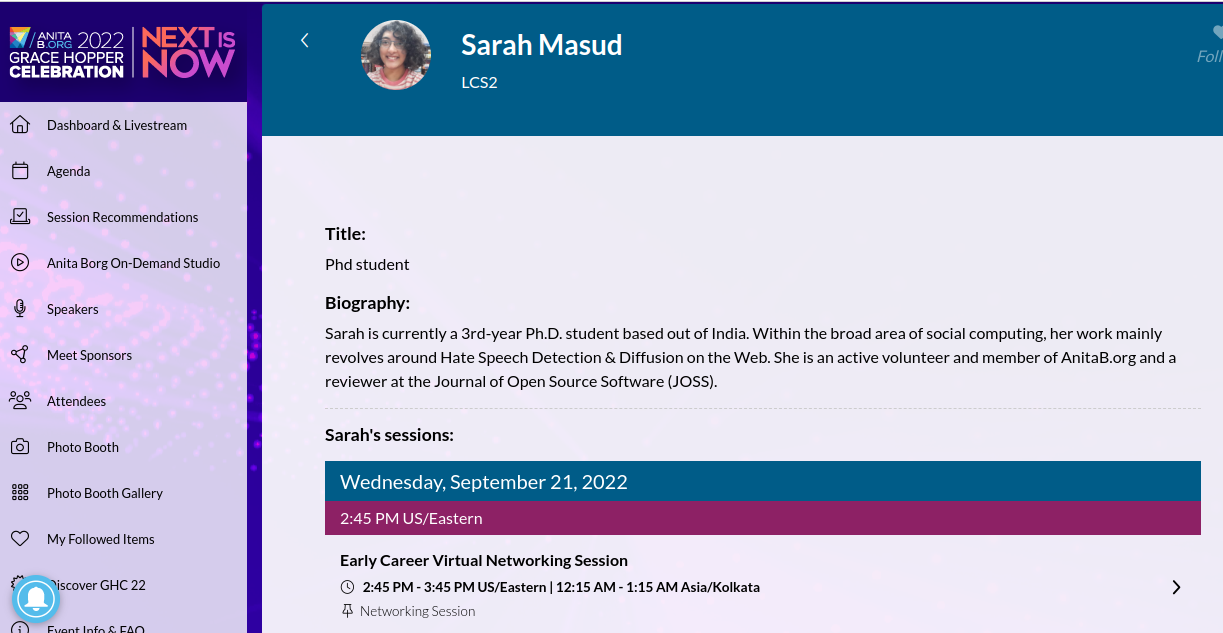 ANITA
B.ORG 2022
GRACE HOPPER
CELEBRATION
NEXT IS
NOW
Dashboard & Livestream
Agenda
Session Recommendations
Anita Borg On-Demand Studio
Speakers
Meet Sponsors
Attendees
Photo Booth
Photo Booth Gallery
My Followed Items
Discover GHC 22
Event Info & FAQ
Sarah Masud
LCS2
Foll
Title:
Phd student
Biography:
Sarah is currently a 3rd-year Ph.D. student based out of India. Within the broad area of social computing, her work mainly
revolves around Hate Speech Detection & Diffusion on the Web. She is an active volunteer and member of AnitaB.org and a
reviewer at the Journal of Open Source Software (JOSS).
Sarah's sessions:
Wednesday, September 21, 2022
2:45 PM US/Eastern
Early Career Virtual Networking Session
2:45 PM - 3:45 PM US/Eastern | 12:15 AM - 1:15 AM Asia/Kolkata
Networking Session